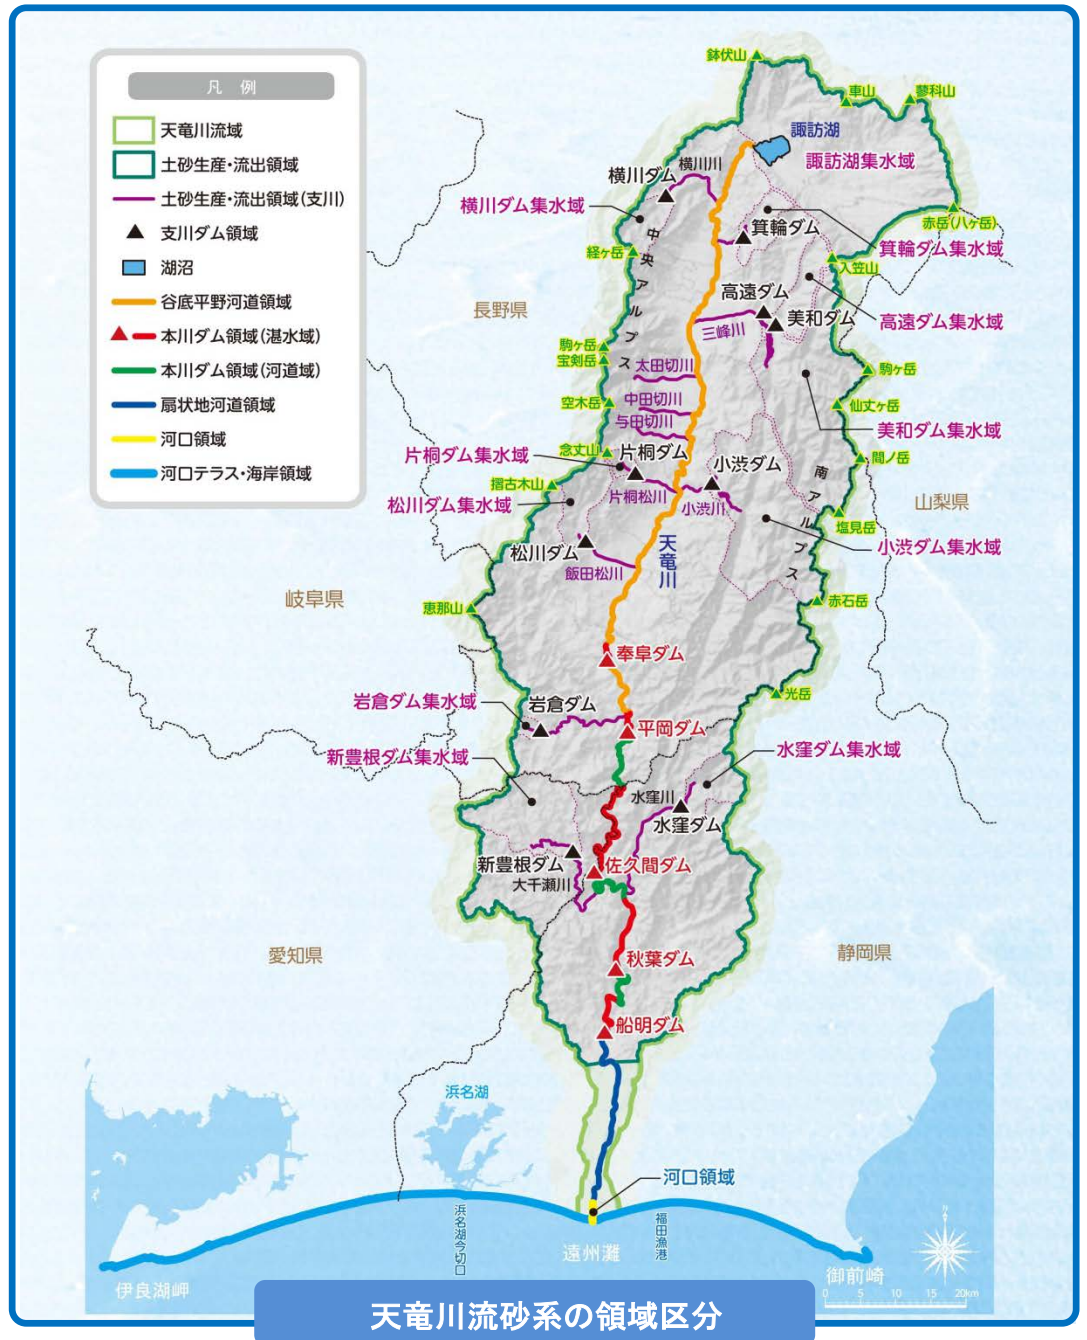 凡 例
天竜川流域
土砂生産・流出領域
土砂生産・流出領域(支川)
支川ダム領域
湖沼
谷底平野河道領域
本川ダム領域(湛水域)
本川ダム領域(河道域)
扇状地河道領域
河口領域
河口テラス・海岸領域
鉢伏山
車山
蓼科山
諏訪湖
諏訪湖集水域
横川川
横川ダム
横川ダム集水域
赤岳(八ヶ岳)
箕輪ダム
箕輪ダム集水域
中央アルプス
経ヶ岳
入笠山
高遠ダム
美和ダム
高遠ダム集水域
長野県
三峰川
駒ヶ岳
宝剣岳
太田切川
駒ヶ岳
空木岳
中田切川
仙丈ヶ岳
与田切川
美和ダム集水域
片桐ダム集水域
念丈山
片桐ダム
小渋ダム
間ノ岳
南アルプス
摺古木山
片桐松川
小渋川
山梨県
松川ダム集水域
塩見岳
松川ダム
天竜川
小渋ダム集水域
飯田松川
岐阜県
恵那山
赤石岳
泰阜ダム
光岳
岩倉ダム集水域
岩倉ダム
平岡ダム
新豊根ダム集水域
水窪ダム集水域
水窪川
水窪ダム
新豊根ダム
佐久間ダム
大千瀬川
愛知県
静岡県
秋葉ダム
船明ダム
浜名湖
河口領域
浜名湖今切口
福田漁港
遠州灘
伊良湖岬
御前崎
N
0 5 10 15 20km
天竜川流砂系の領域区分